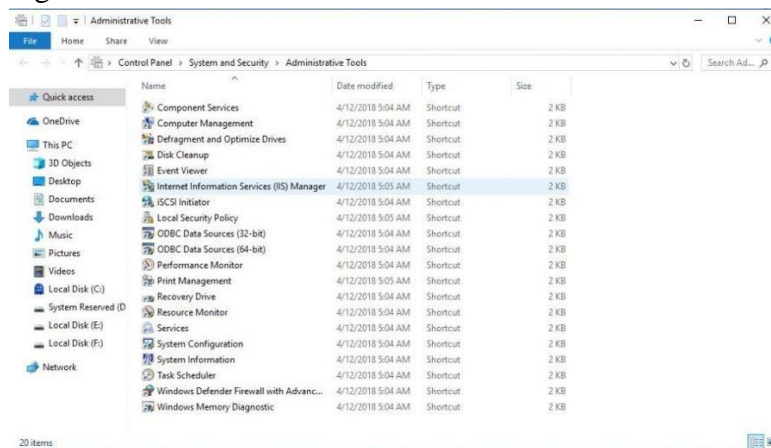 Administrative Tools
File Home Share View
Control Panel > System and Security > Administrative Tools Search Ad...
Name Date modified Type Size
Quick access
OneDrive
This PC
3D Objects
Desktop
Documents
Downloads
Music
Pictures
Videos
Local Disk (C:)
System Reserved (D
Local Disk (E:)
Local Disk (F:)
Network
Component Services 4/12/2018 5:04 AM Shortcut 2 KB
Computer Management 4/12/2018 5:04 AM Shortcut 2 KB
Defragment and Optimize Drives 4/12/2018 5:04 AM Shortcut 2 KB
Disk Cleanup 4/12/2018 5:04 AM Shortcut 2 KB
Event Viewer 4/12/2018 5:04 AM Shortcut 2 KB
Internet Information Services (IIS) Manager 4/12/2018 5:05 AM Shortcut 2 KB
iSCSI Initiator 4/12/2018 5:04 AM Shortcut 2 KB
Local Security Policy 4/12/2018 5:05 AM Shortcut 2 KB
ODBC Data Sources (32-bit) 4/12/2018 5:04 AM Shortcut 2 KB
ODBC Data Sources (64-bit) 4/12/2018 5:04 AM Shortcut 2 KB
Performance Monitor 4/12/2018 5:04 AM Shortcut 2 KB
Print Management 4/12/2018 5:05 AM Shortcut 2 KB
Recovery Drive 4/12/2018 5:04 AM Shortcut 2 KB
Resource Monitor 4/12/2018 5:04 AM Shortcut 2 KB
Services 4/12/2018 5:04 AM Shortcut 2 KB
System Configuration 4/12/2018 5:04 AM Shortcut 2 KB
System Information 4/12/2018 5:04 AM Shortcut 2 KB
Task Scheduler 4/12/2018 5:04 AM Shortcut 2 KB
Windows Defender Firewall with Advanc... 4/12/2018 5:04 AM Shortcut 2 KB
Windows Memory Diagnostic 4/12/2018 5:04 AM Shortcut 2 KB
20 items